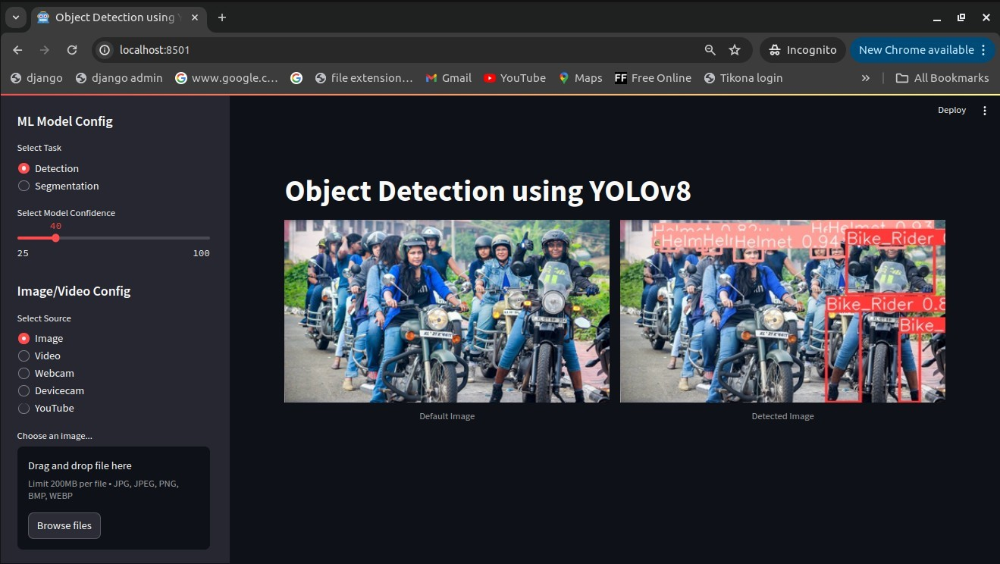 Object Detection using
localhost:8501
Incognito
New Chrome available
django
django admin
www.google.c...
file extension...
Gmail
YouTube
Maps
FF Free Online
Tikona login
»
All Bookmarks
Deploy
ML Model Config
Select Task
Detection
Segmentation
Select Model Confidence
40
25 100
Image/Video Config
Select Source
Image
Video
Webcam
Devicecam
YouTube
Choose an image...
Drag and drop file here
Limit 200MB per file • JPG, JPEG, PNG,
BMP, WEBP
Browse files
Object Detection using YOLOv8
Helmet 0.82
Helmet 0.93
Helmet 0.94
Bike_Rider
Bike_Rider 0.8
Bike_
Default Image
Detected Image